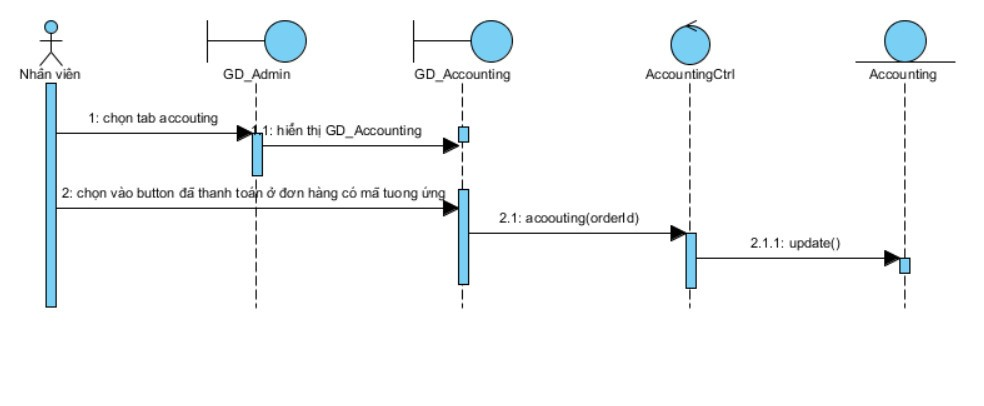 Nhân viên
GD_Admin
GD_Accounting
AccountingCtrl
Accounting
1: chọn tab accouting
1.1: hiển thị GD_Accounting
2: chọn vào button đã thanh toán ở đơn hàng có mã tuong ứng
2.1: acoouting(orderId)
2.1.1: update()